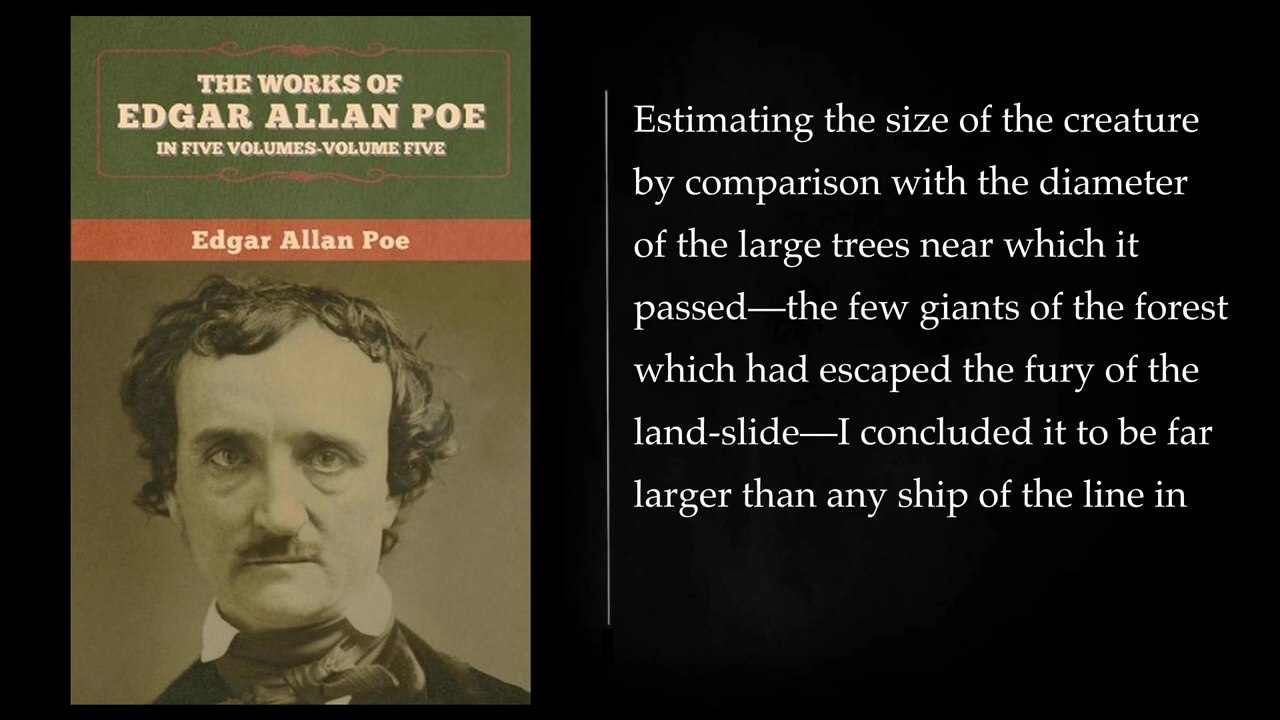 THE WORKS OF
EDGAR ALLAN POE
IN FIVE VOLUMES-VOLUME FIVE
Edgar Allan Poe
Estimating the size of the creature
by comparison with the diameter
of the large trees near which it
passed—the few giants of the forest
which had escaped the fury of the
land-slide—I concluded it to be far
larger than any ship of the line in